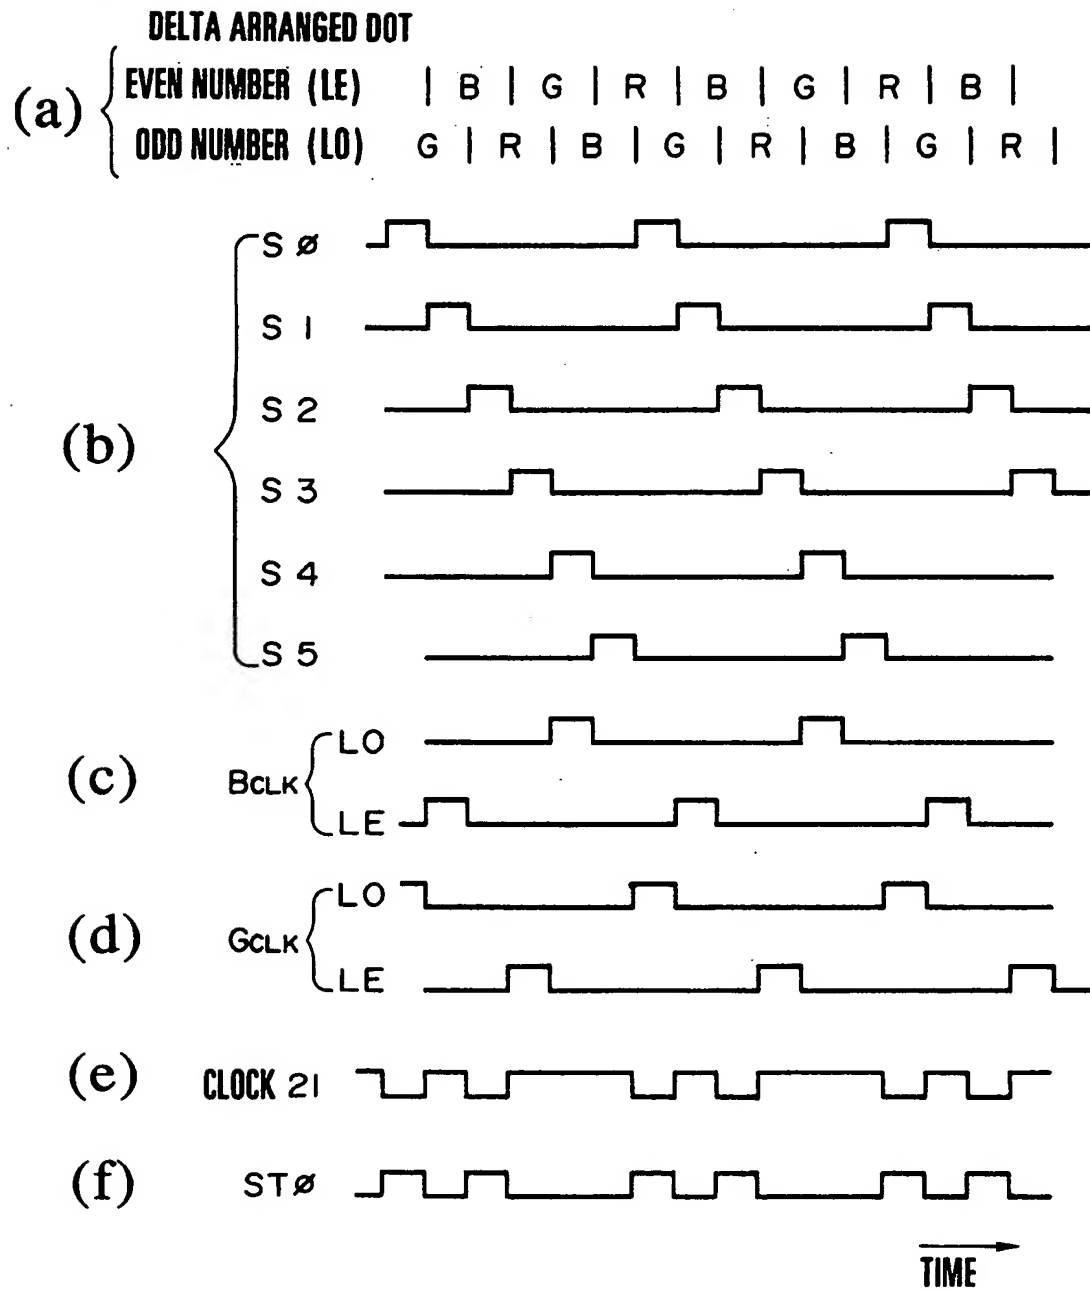 DELTA ARRANGED DOT
(a) EVEN NUMBER (LE) | B | G | R | B | G | R | B |
ODD NUMBER (LO) G | R | B | G | R | B | G | R |
(b)
S ø
S 1
S 2
S 3
S 4
S 5
(c) BCLK
LO
LE
(d) GCLK
LO
LE
(e) CLOCK 21
(f) STø
TIME